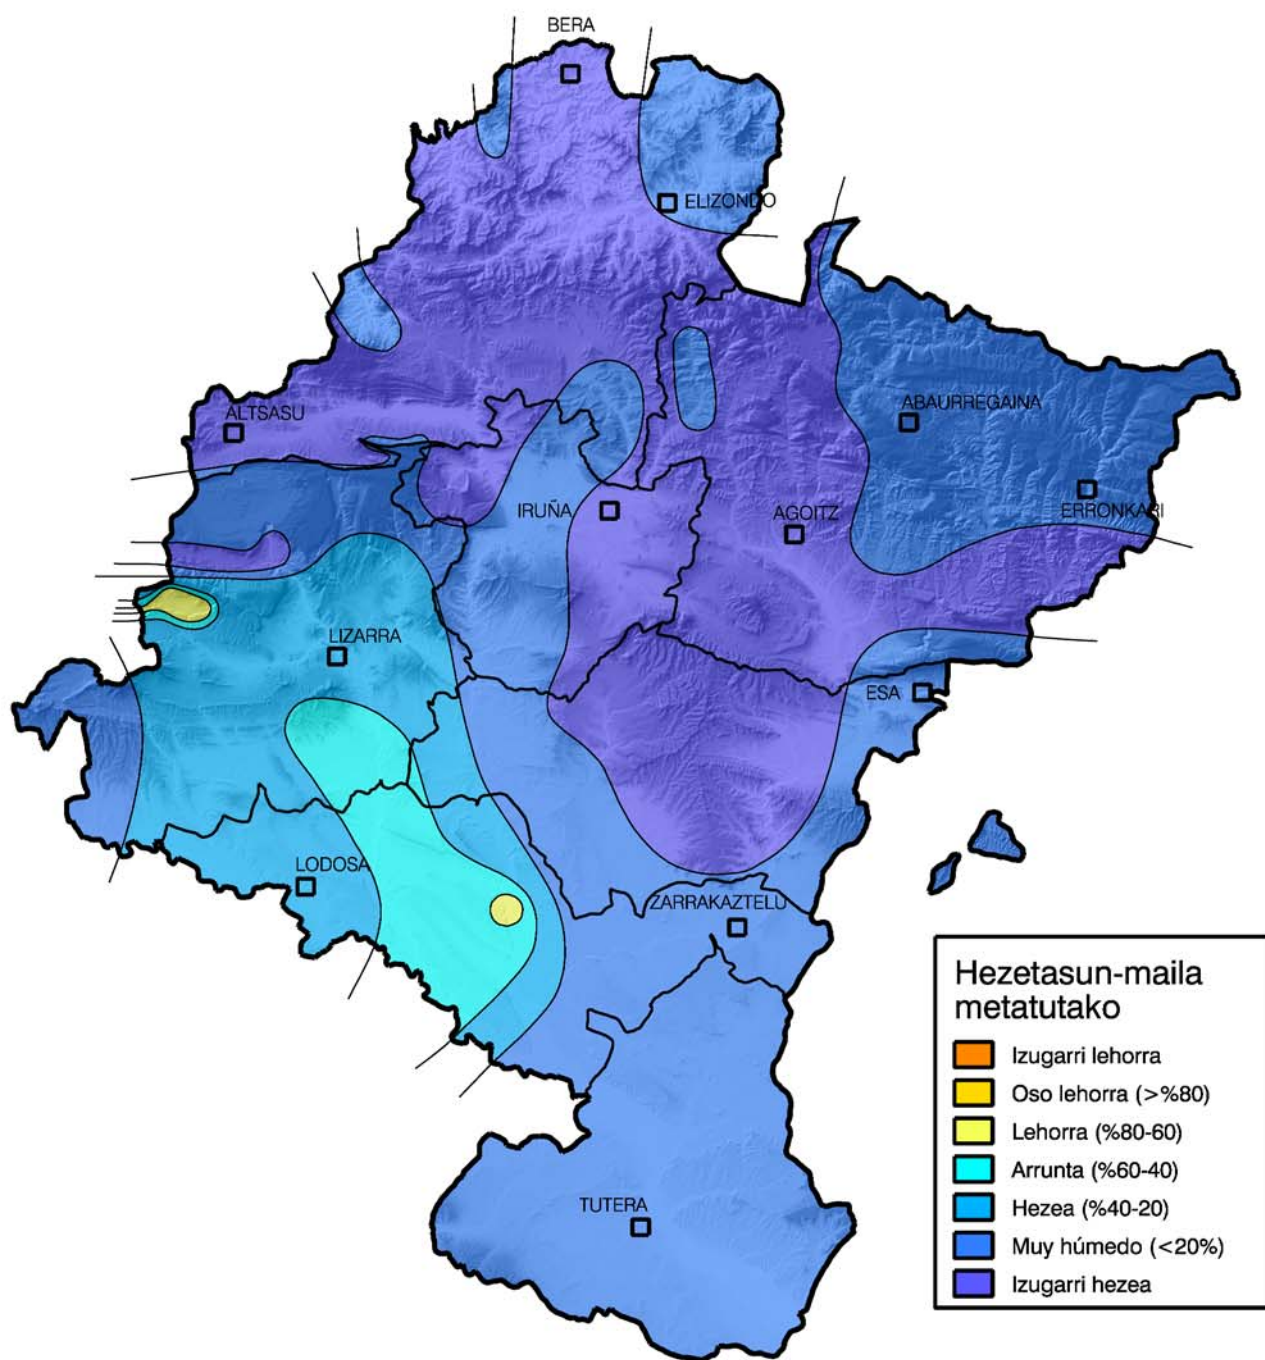 BERA
ELIZONDO
ALTSASU
ABAURREGAINA
IRUÑA
AGOITZ
ERRONKARI
LIZARRA
ESA
LODOSA
ZARRAKAZTELU
TUTERA
Hezetasun-maila
metatutako
Izugarri lehorra
Oso lehorra (>%80)
Lehorra (%80-60)
Arrunta (%60-40)
Hezea (%40-20)
Muy húmedo (<20%)
Izugarri hezea